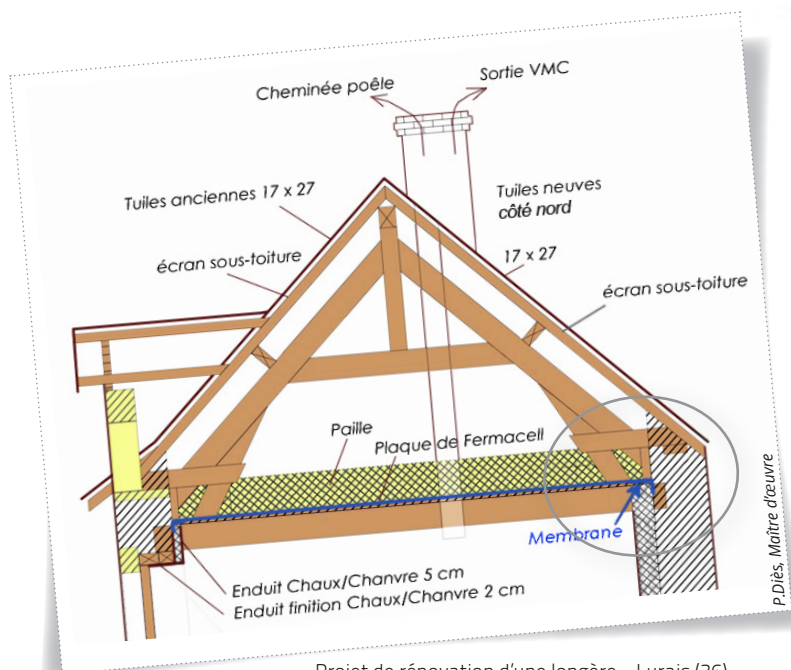 Cheminée poêle
Sortie VMC
Tuiles anciennes 17 x 27
Tuiles neuves
côté nord
17 x 27
écran sous-toiture
écran sous-toiture
Paille
Plaque de Fermacell
Membrane
Enduit Chaux/Chanvre 5 cm
Enduit finition Chaux/Chanvre 2 cm
P.Diès, Maître d'œuvre
Projet de rénovation d'une longère – Lurais (36)